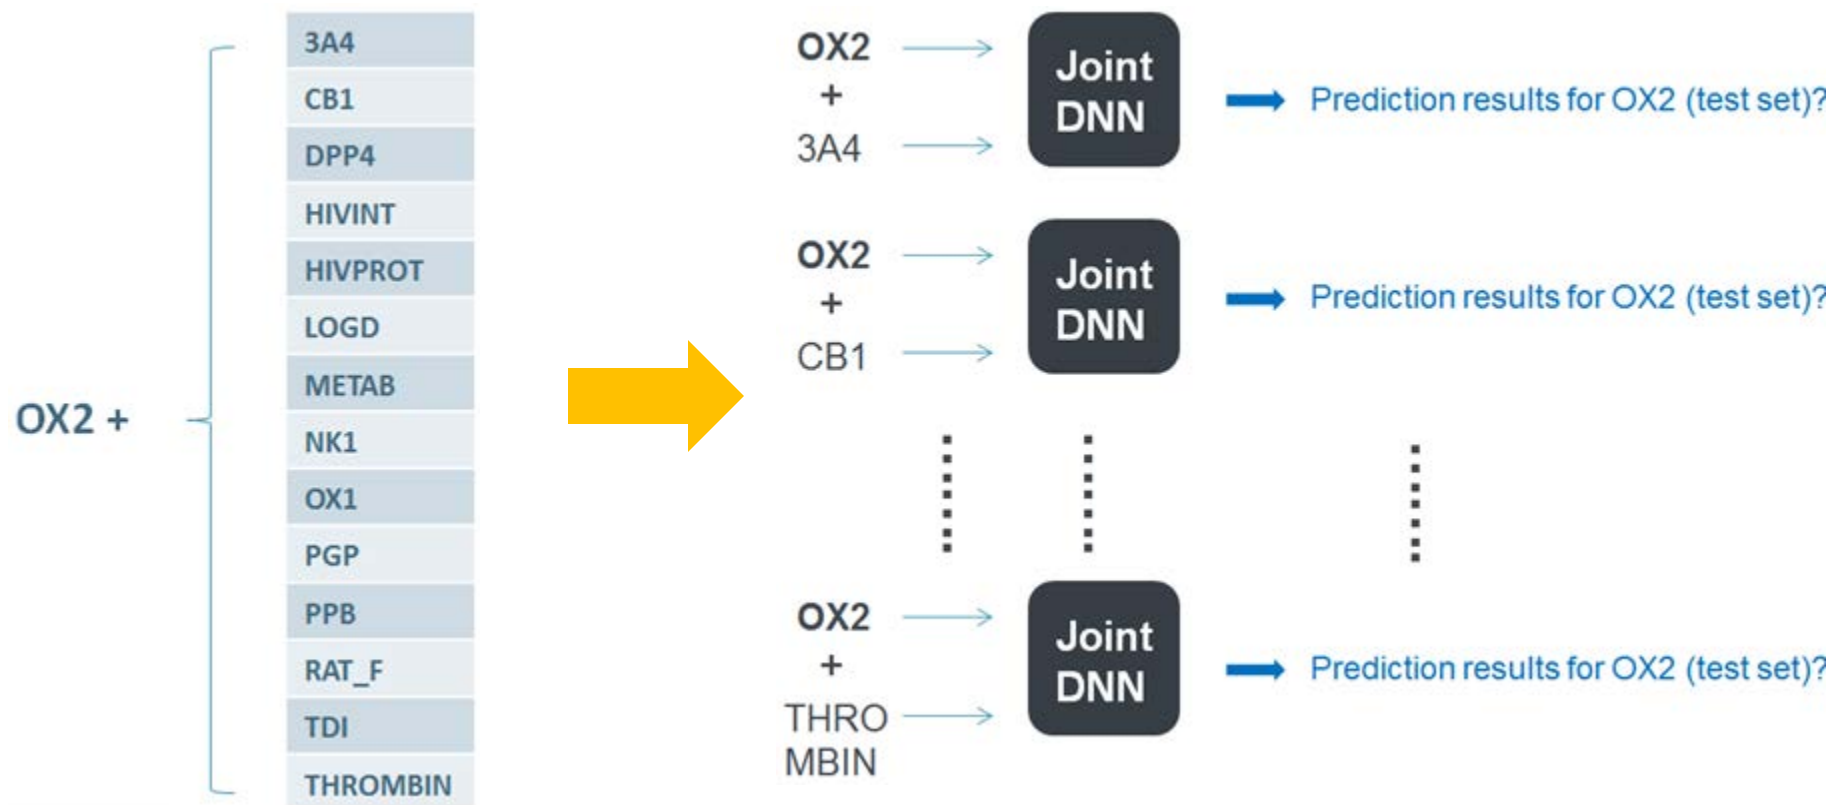 OX2 +
3A4
CB1
DPP4
HIVINT
HIVPROT
LOGD
METAB
NK1
OX1
PGP
PPB
RAT_F
TDI
THROMBIN
OX2
+
3A4
Joint
DNN
Prediction results for OX2 (test set)?
OX2
+
CB1
Joint
DNN
Prediction results for OX2 (test set)?
OX2
+
THRO
MBIN
Joint
DNN
Prediction results for OX2 (test set)?